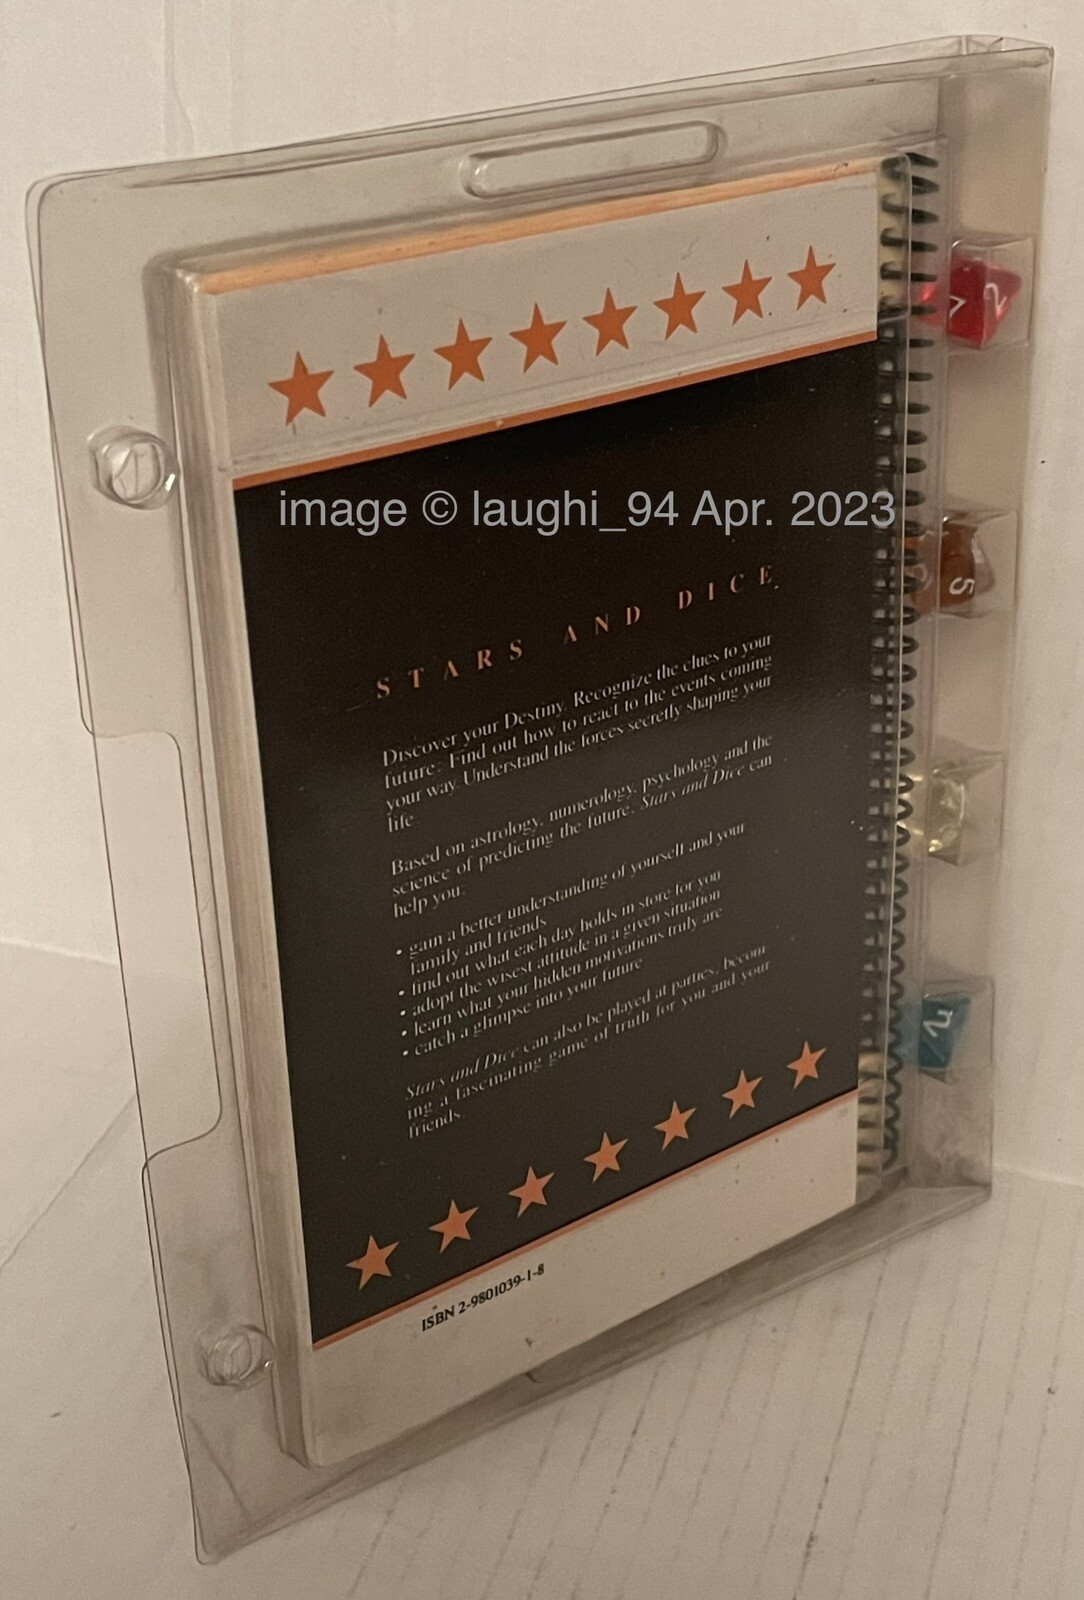 image © laughi_94 Apr. 2023
STARS AND DICE
Discover your Destiny. Recognize the clues to your
future. Find out how to react to the events coming
your way. Understand the forces secretly shaping your
life.
Based on astrology, numerology, psychology and the
science of predicting the future, Stars and Dice can
help you:
• gain a better understanding of yourself and your
family and friends
• find out what each day holds in store for you
• adopt the wisest attitude in a given situation
• learn what your hidden motivations truly are
• catch a glimpse into your future
Stars and Dice can also be played at parties, becom
ing a fascinating game of truth for you and your
friends.
ISBN 2-9801039-1-8
2
5